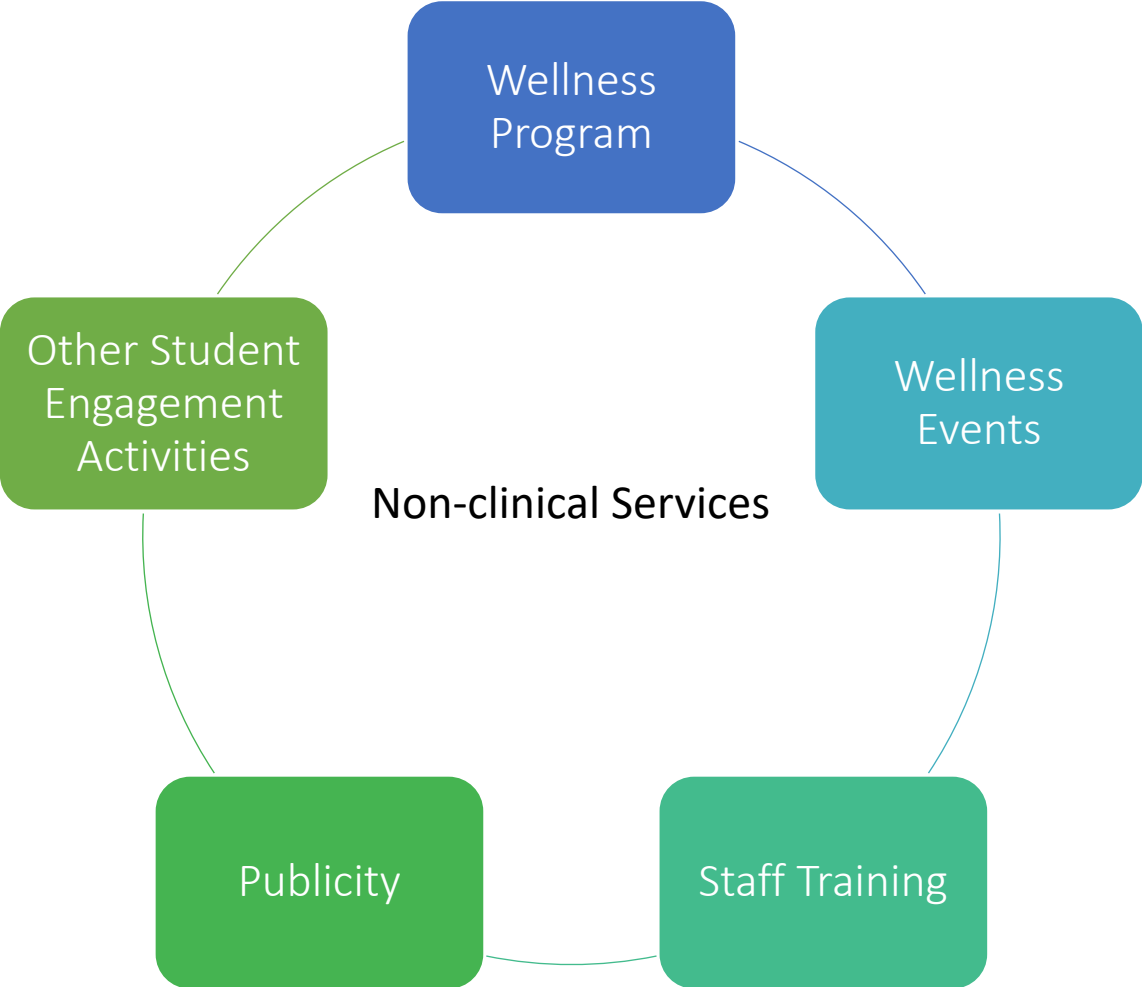 Wellness
Program
Wellness
Events
Staff Training
Publicity
Other Student
Engagement
Activities
Non-clinical Services